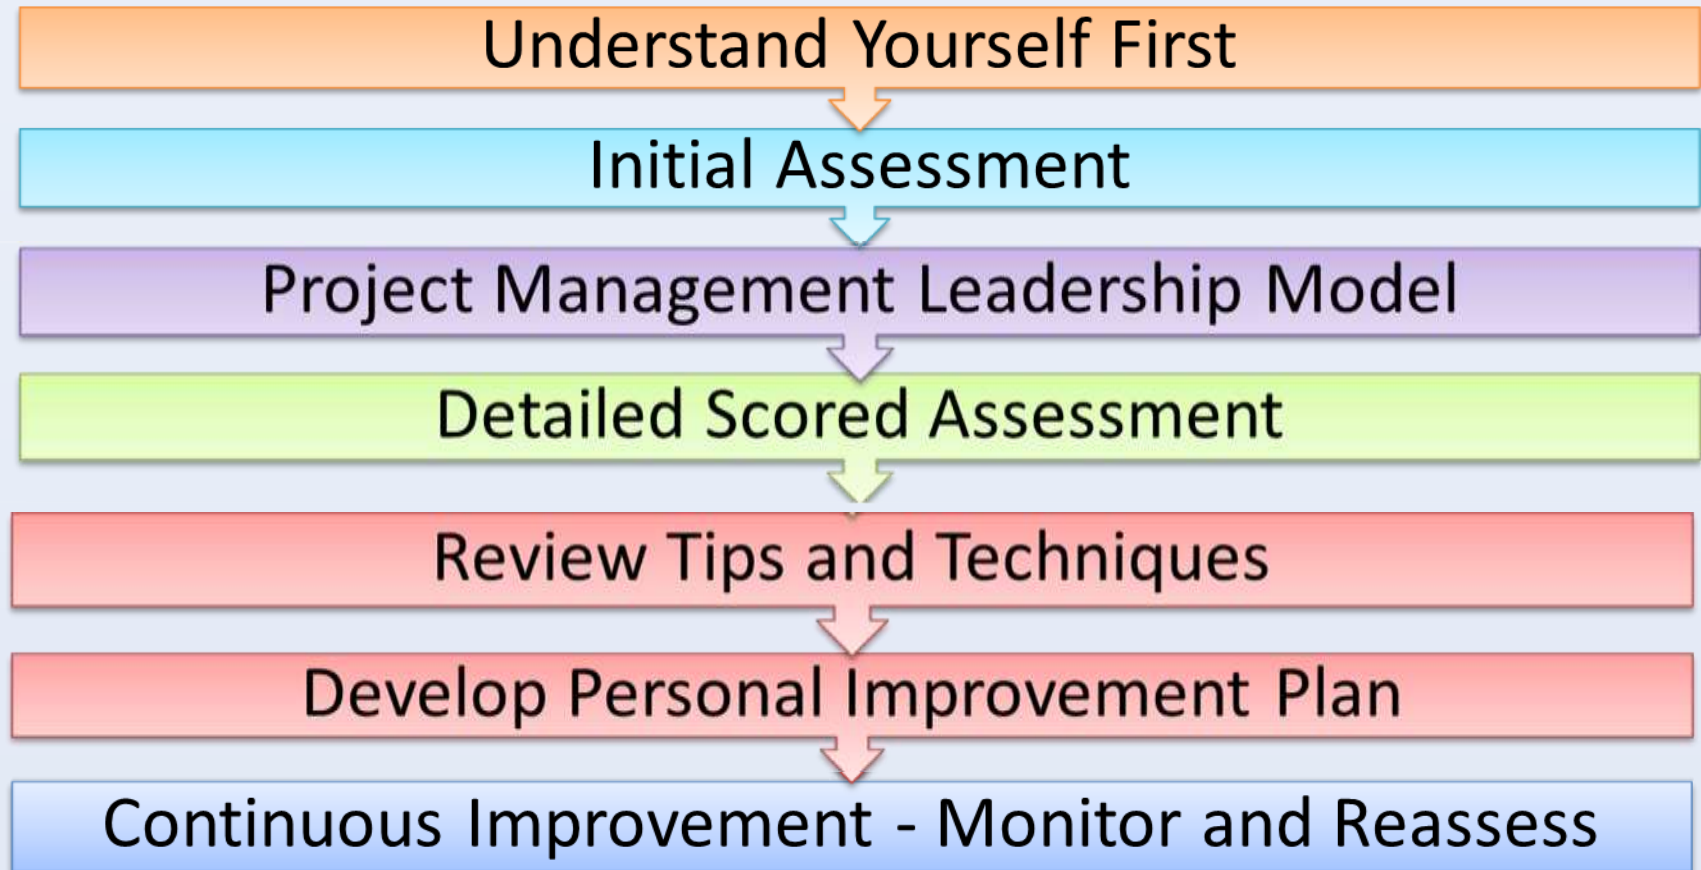 Understand Yourself First
Initial Assessment
Project Management Leadership Model
Detailed Scored Assessment
Review Tips and Techniques
Develop Personal Improvement Plan
Continuous Improvement - Monitor and Reassess